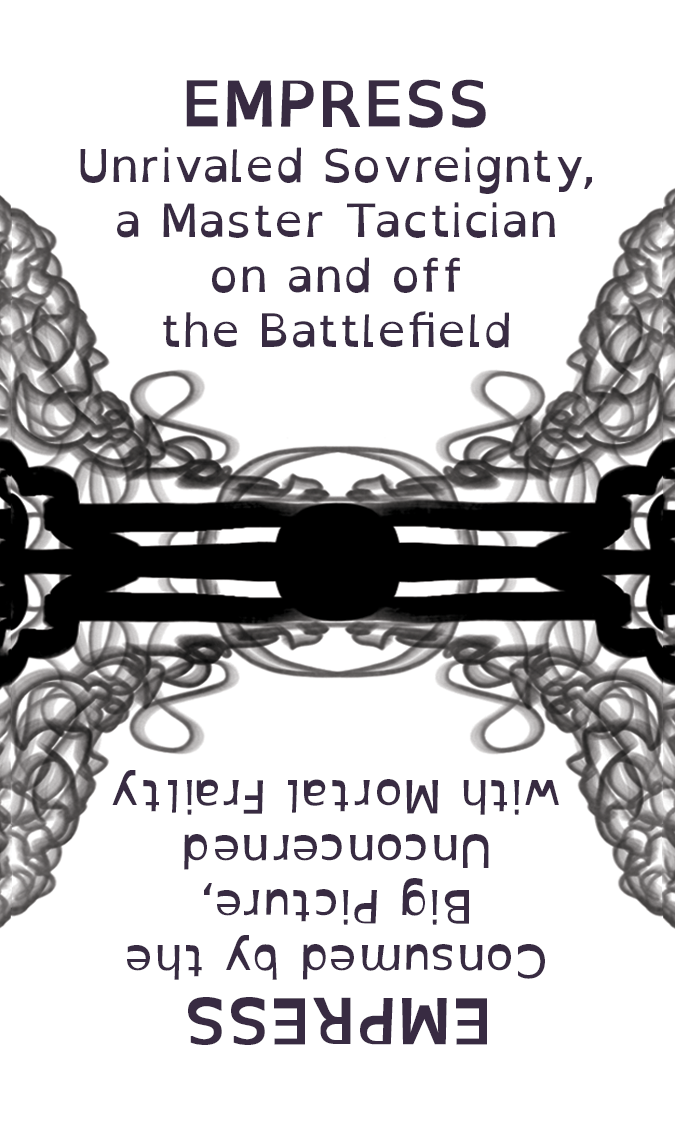 EMPRESS
Unrivaled Sovreignty,
a Master Tactician
on and off
the Battlefield
EMPRESS
Consumed by the
Big Picture,
Unconcerned
with Mortal Frailty